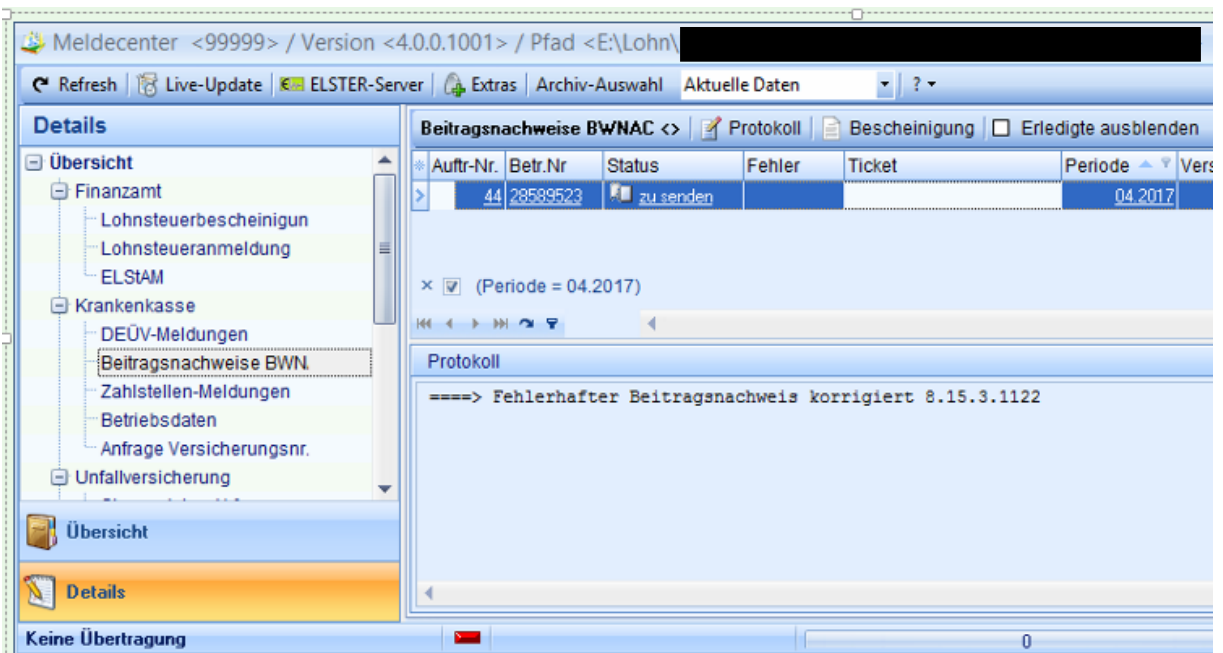 Meldecenter <99999> / Version <4.0.0.1001> / Pfad <E:\Lohn\
Refresh Live-Update ELSTER-Server Extras Archiv-Auswahl Aktuelle Daten ?
Details
Beitragsnachweise BWNAC <> Protokoll Bescheinigung Erledigte ausblenden
Übersicht
Auftr-Nr. Betr.Nr Status Fehler Ticket Periode Vers
44 28589523 zu senden 04.2017
Finanzamt
Lohnsteuerbescheinigun
Lohnsteueranmeldung
ELStAM
(Periode = 04.2017)
Krankenkasse
DEÜV-Meldungen
Beitragsnachweise BWN.
Zahlstellen-Meldungen
Betriebsdaten
Anfrage Versicherungsnr.
Unfallversicherung
Protokoll
====> Fehlerhafter Beitragsnachweis korrigiert 8.15.3.1122
Übersicht
Details
Keine Übertragung 0